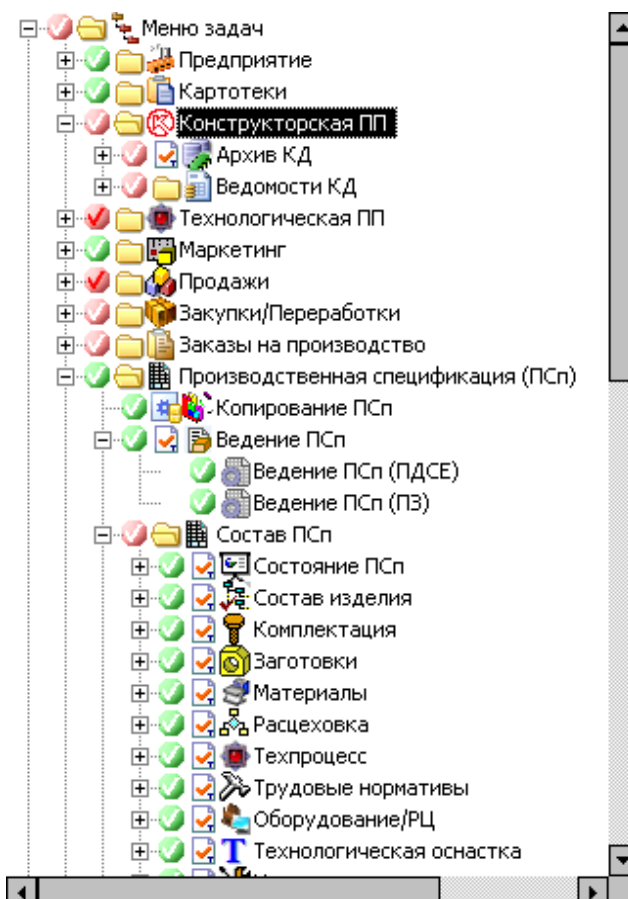 Меню задач
Предприятие
Картотеки
Конструкторская ПП
Архив КД
Ведомости КД
Технологическая ПП
Маркетинг
Продажи
Закупки/Переработки
Заказы на производство
Производственная спецификация (ПСп)
Копирование ПСп
Ведение ПСп
Ведение ПСп (ПДСЕ)
Ведение ПСп (ПЗ)
Состав ПСп
Состояние ПСп
Состав изделия
Комплектация
Заготовки
Материалы
Расцеховка
Техпроцесс
Трудовые нормативы
Оборудование/РЦ
Технологическая оснастка